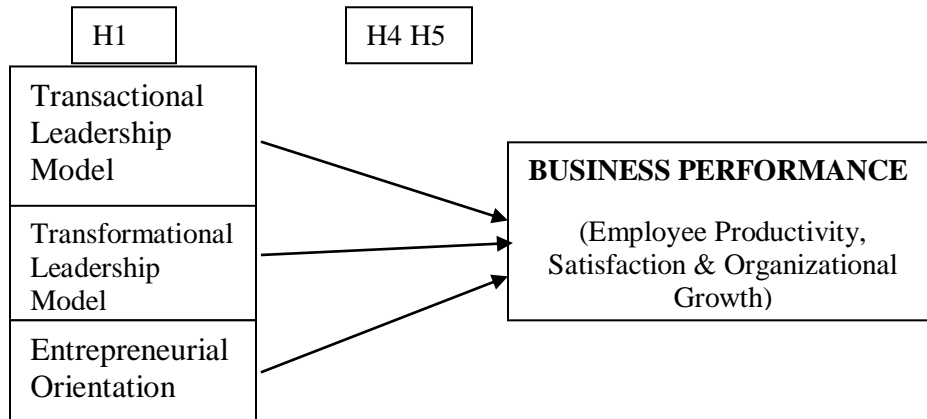 H1
H4 H5
Transactional
Leadership
Model
Transformational
Leadership
Model
Entrepreneurial
Orientation
BUSINESS PERFORMANCE
(Employee Productivity,
Satisfaction & Organizational
Growth)